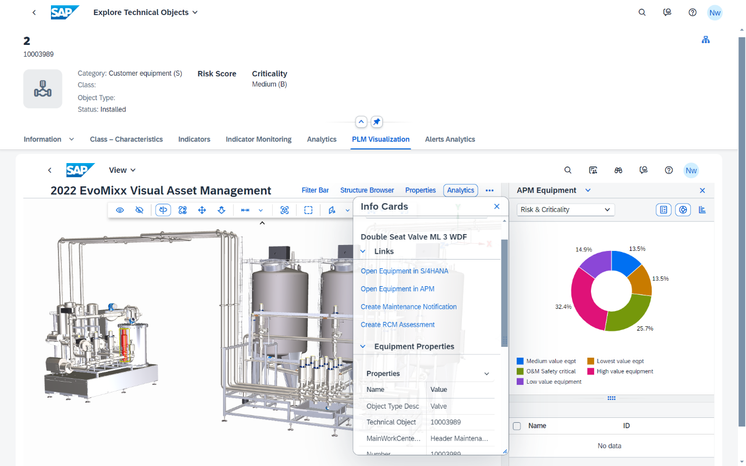 SAP Explore Technical Objects Nw
2
10003989
Category: Customer equipment (S)
Class:
Object Type:
Status: Installed
Risk Score
Criticality
Medium (B)
Information Class – Characteristics Indicators Indicator Monitoring Analytics PLM Visualization Alerts Analytics
SAP View Nw
2022 EvoMixx Visual Asset Management
Filter Bar Structure Browser Properties Analytics
Info Cards
Double Seat Valve ML 3 WDF
Links
Open Equipment in S/4HANA
Open Equipment in APM
Create Maintenance Notification
Create RCM Assessment
Equipment Properties
Properties
Name Value
Object Type Desc Valve
Technical Object 10003989
MainWorkCente... Header Maintena...
Number 10003989
APM Equipment
Risk & Criticality
14.9%
13.5%
13.5%
32.4%
25.7%
Medium value eqpt Lowest value eqpt
D&M Safety critical High value equipment
Low value equipment
Name ID
No data